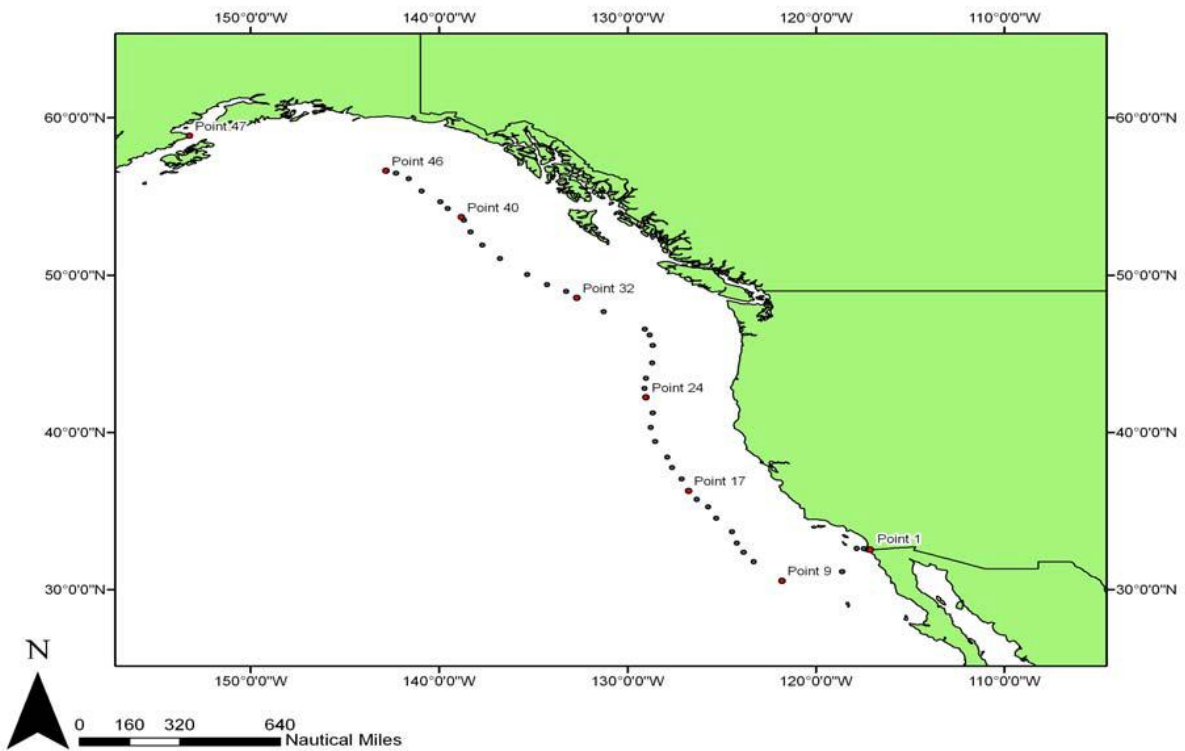 150°0'0"W 140°0'0"W 130°0'0"W 120°0'0"W 110°0'0"W
60°0'0"N 60°0'0"N
Point 47
Point 46
Point 40
50°0'0"N 50°0'0"N
Point 32
Point 24
40°0'0"N 40°0'0"N
Point 17
Point 1
Point 9
30°0'0"N 30°0'0"N
150°0'0"W 140°0'0"W 130°0'0"W 120°0'0"W 110°0'0"W
N
0 160 320 640
Nautical Miles